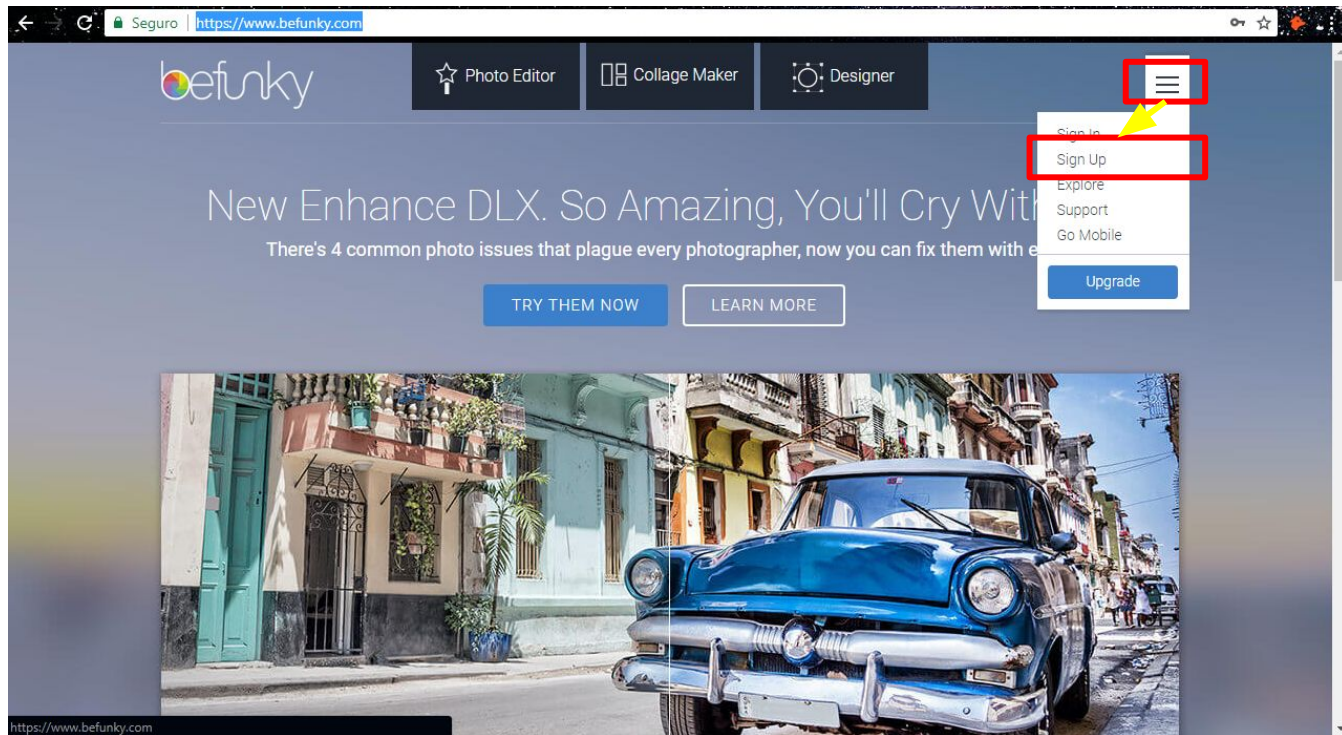 Seguro | https://www.befunky.com
befunky
Photo Editor
Collage Maker
Designer
Sign In
Sign Up
Explore
Support
Go Mobile
Upgrade
New Enhance DLX. So Amazing, You'll Cry
There's 4 common photo issues that plague every photographer, now you can fix them with
TRY THEM NOW
LEARN MORE
https://www.befunky.com